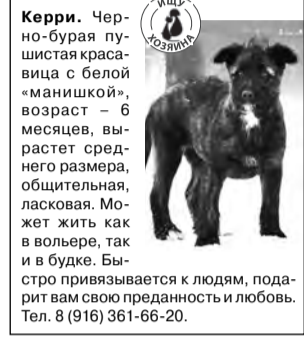 Керри. Чер-
но-бурая пу-
шистая краса-
вица с белой
«манишкой»,
возраст – 6
месяцев, вы-
растет сред-
него размера,
общительная,
ласковая. Мо-
жет жить как
в вольере, так
и в будке. Бы-
стро привязывается к людям, пода-
рит вам свою преданность и любовь.
Тел. 8 (916) 361-66-20.
ИЩУ
ХОЗЯИНА